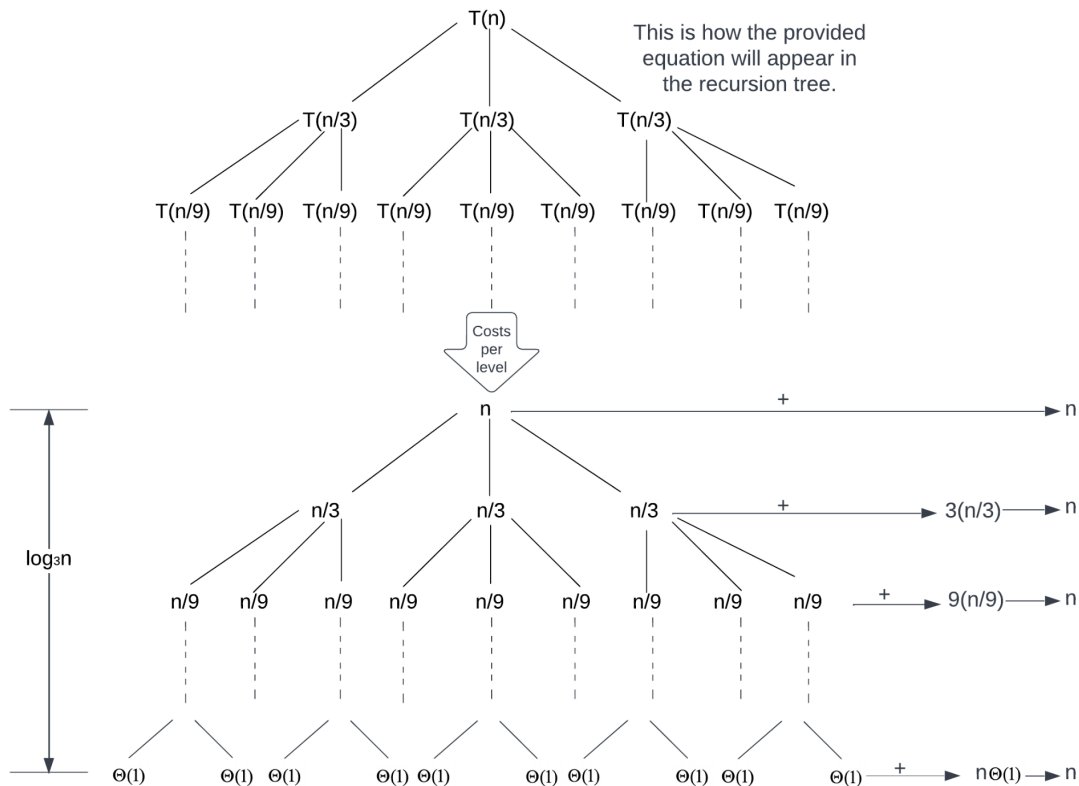 T(n)
This is how the provided
equation will appear in
the recursion tree.
T(n/3) T(n/3) T(n/3)
T(n/9) T(n/9) T(n/9) T(n/9) T(n/9) T(n/9) T(n/9) T(n/9) T(n/9)
Costs
per
level
n + n
n/3 n/3 n/3 + 3(n/3) n
log₃n
n/9 n/9 n/9 n/9 n/9 n/9 n/9 n/9 n/9 + 9(n/9) n
Θ(1) Θ(1) Θ(1) Θ(1) Θ(1) Θ(1) Θ(1) Θ(1) Θ(1) Θ(1) + nΘ(1) n